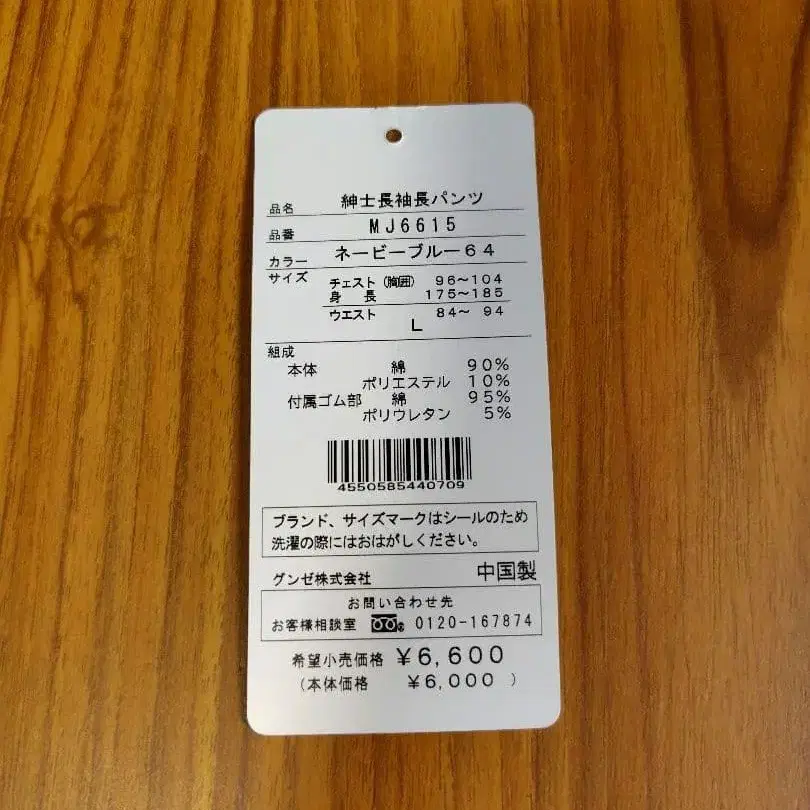 品名 紳士長袖長パンツ
品番 MJ6615
カラー ネービーブルー64
サイズ チェスト(胸囲) 96～104
身長 175～185
ウエスト 84～ 94
L
組成
本体 綿 90%
ポリエステル 10%
付属ゴム部 綿 95%
ポリウレタン 5%
4550585440709
ブランド、サイズマークはシールのため
洗濯の際にはおはがしください。
グンゼ株式会社 中国製
お問い合わせ先
お客様相談室 0120-167874
希望小売価格 ¥6,600
(本体価格 ¥6,000 )